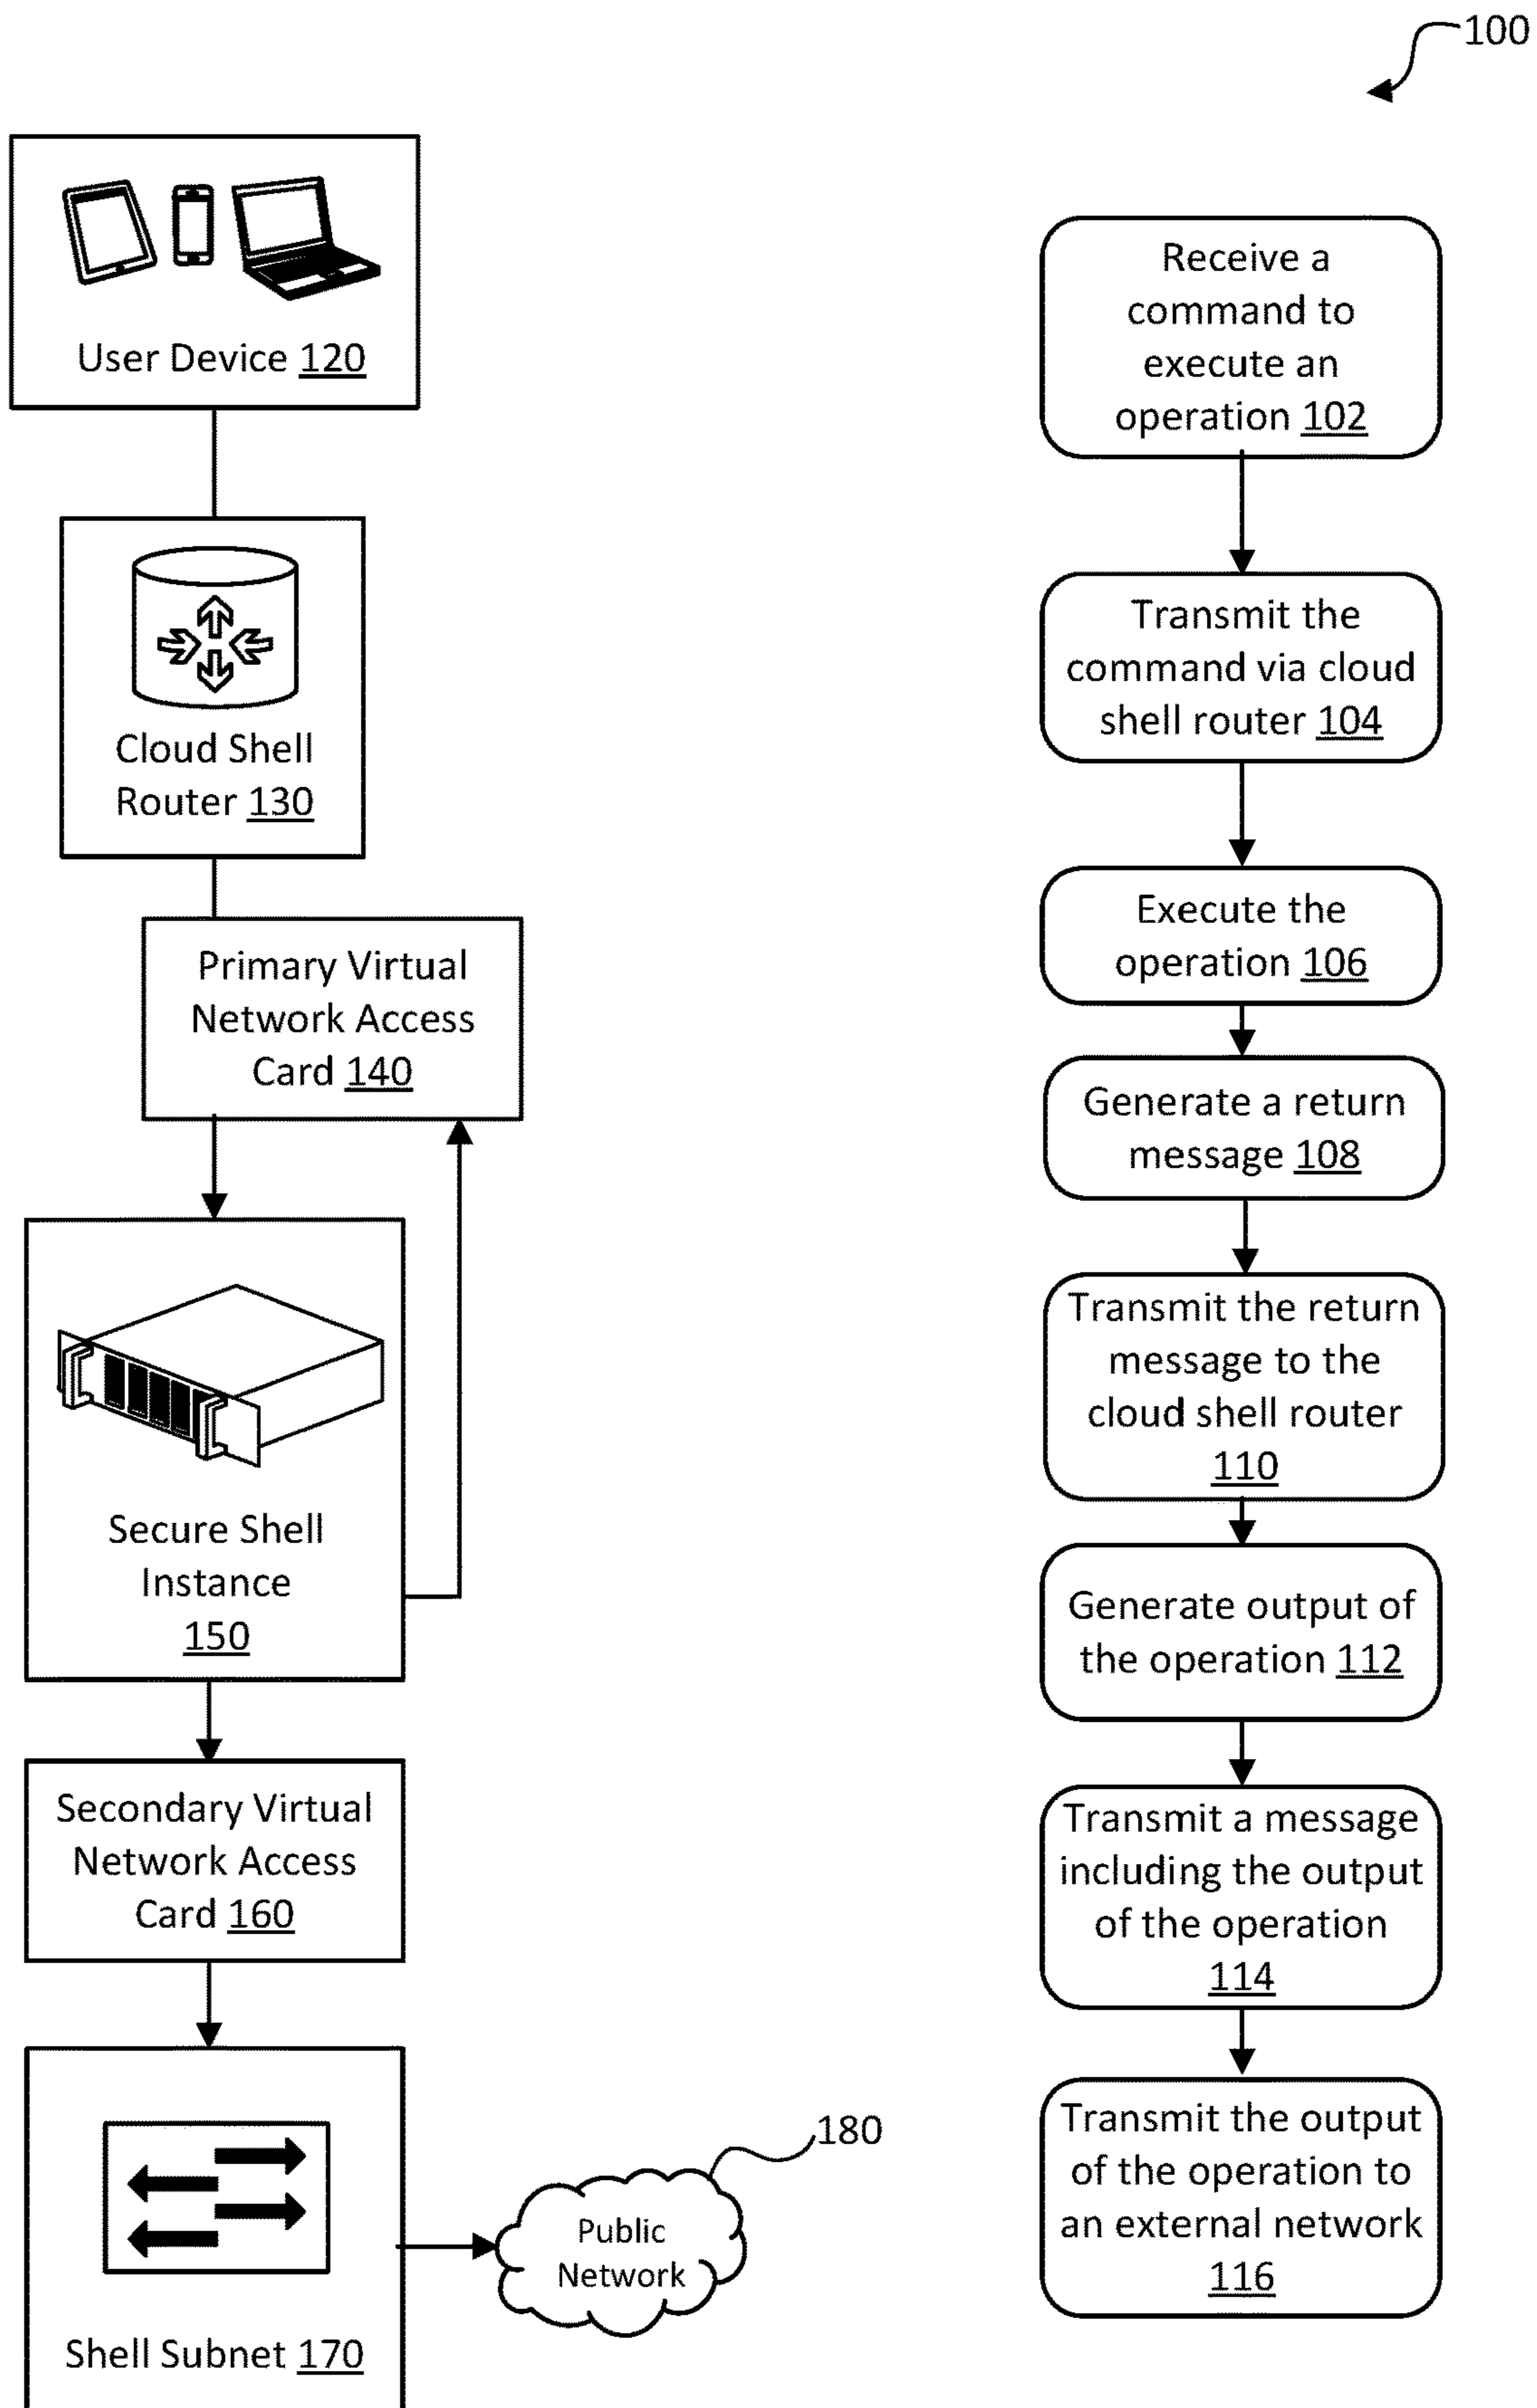 100
User Device 120
Cloud Shell
Router 130
Primary Virtual
Network Access
Card 140
Secure Shell
Instance
150
Secondary Virtual
Network Access
Card 160
Shell Subnet 170
180
Public
Network
Receive a
command to
execute an
operation 102
Transmit the
command via cloud
shell router 104
Execute the
operation 106
Generate a return
message 108
Transmit the return
message to the
cloud shell router
110
Generate output of
the operation 112
Transmit a message
including the output
of the operation
114
Transmit the output
of the operation to
an external network
116